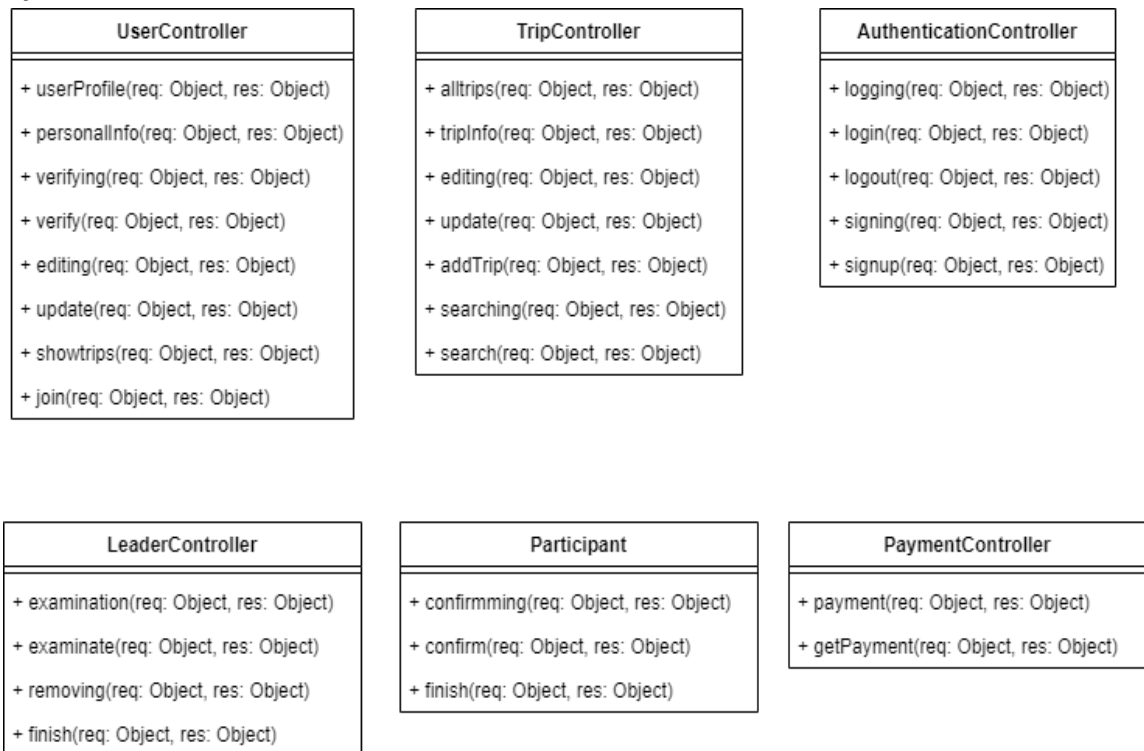 UserController
+ userProfile(req: Object, res: Object)
+ personalInfo(req: Object, res: Object)
+ verifying(req: Object, res: Object)
+ verify(req: Object, res: Object)
+ editing(req: Object, res: Object)
+ update(req: Object, res: Object)
+ showtrips(req: Object, res: Object)
+ join(req: Object, res: Object)
TripController
+ alltrips(req: Object, res: Object)
+ tripInfo(req: Object, res: Object)
+ editing(req: Object, res: Object)
+ update(req: Object, res: Object)
+ addTrip(req: Object, res: Object)
+ searching(req: Object, res: Object)
+ search(req: Object, res: Object)
AuthenticationController
+ logging(req: Object, res: Object)
+ login(req: Object, res: Object)
+ logout(req: Object, res: Object)
+ signing(req: Object, res: Object)
+ signup(req: Object, res: Object)
LeaderController
+ examination(req: Object, res: Object)
+ examinate(req: Object, res: Object)
+ removing(req: Object, res: Object)
+ finish(req: Object, res: Object)
Participant
+ confirmming(req: Object, res: Object)
+ confirm(req: Object, res: Object)
+ finish(req: Object, res: Object)
PaymentController
+ payment(req: Object, res: Object)
+ getPayment(req: Object, res: Object)